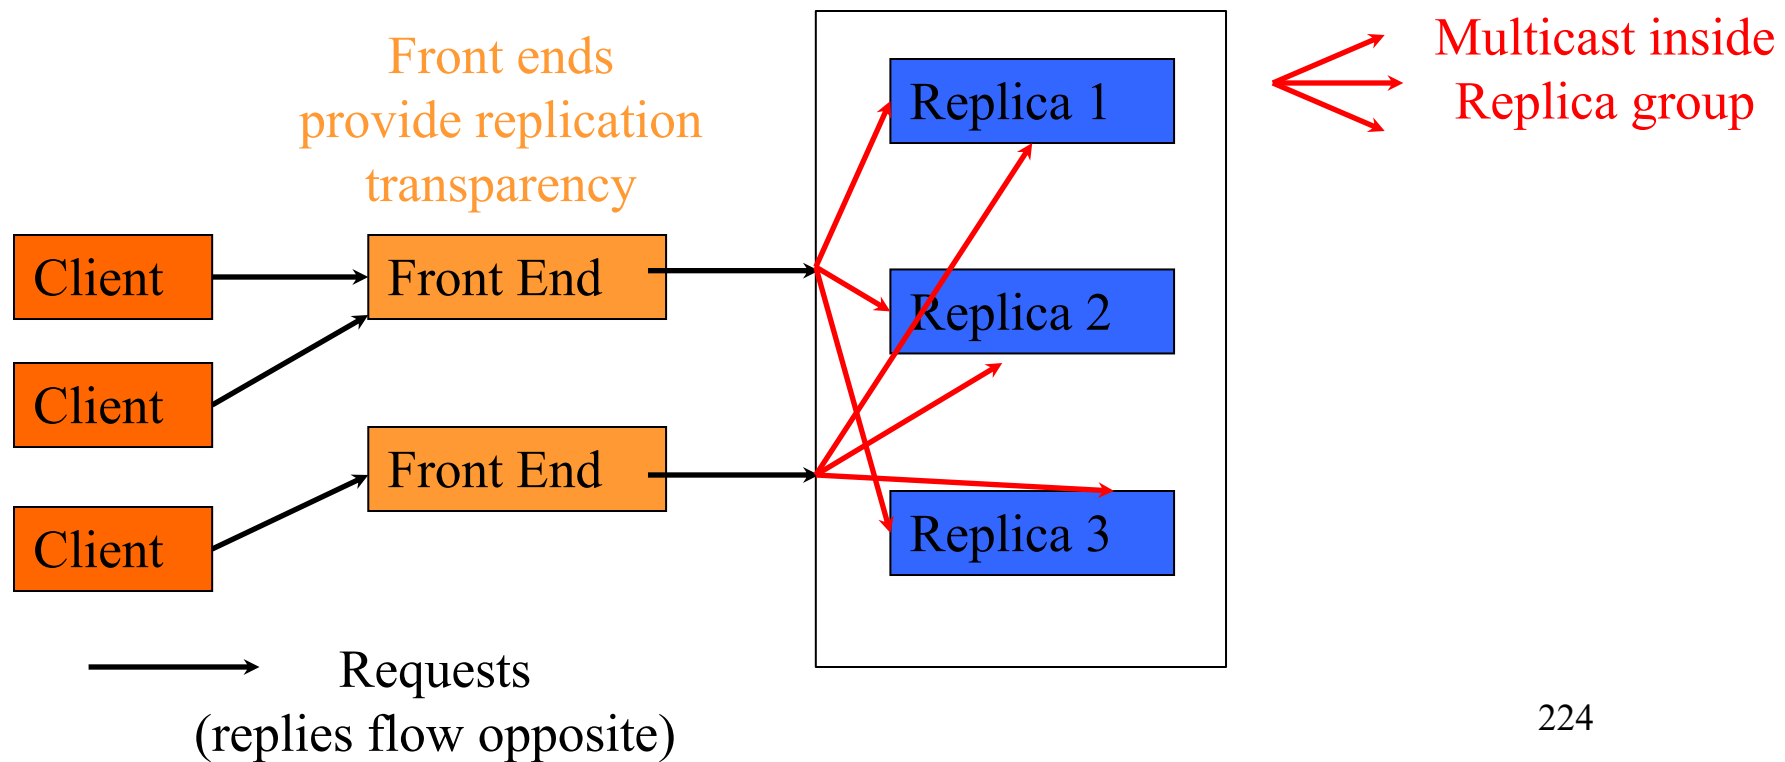 Front ends
provide replication
transparency
Multicast inside
Replica group
Client
Client
Client
Front End
Front End
Replica 1
Replica 2
Replica 3
Requests
(replies flow opposite)
224